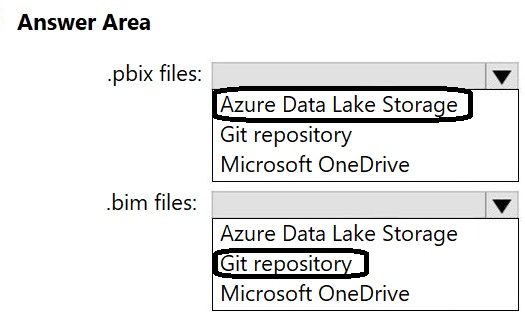 Answer Area
.pbix files:
Azure Data Lake Storage
Git repository
Microsoft OneDrive
.bim files:
Azure Data Lake Storage
Git repository
Microsoft OneDrive